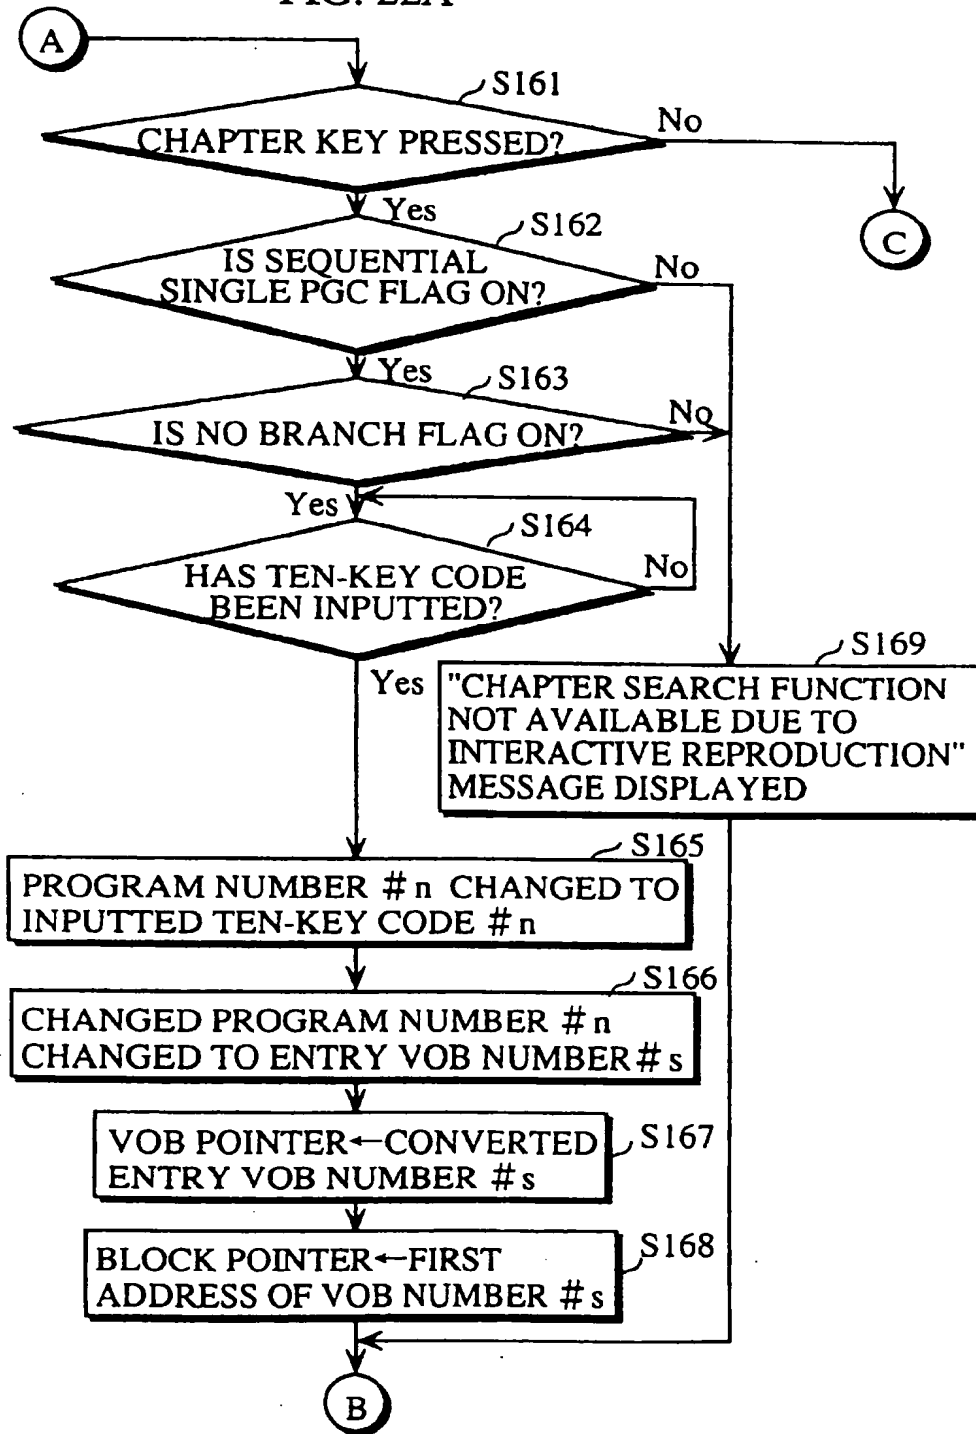 FIG. 22A
A
S161
CHAPTER KEY PRESSED?
No
Yes
C
S162
IS SEQUENTIAL
SINGLE PGC FLAG ON?
No
Yes
S163
IS NO BRANCH FLAG ON?
No
Yes
S164
HAS TEN-KEY CODE
BEEN INPUTTED?
No
Yes
S169
"CHAPTER SEARCH FUNCTION
NOT AVAILABLE DUE TO
INTERACTIVE REPRODUCTION"
MESSAGE DISPLAYED
S165
PROGRAM NUMBER #n CHANGED TO
INPUTTED TEN-KEY CODE #n
S166
CHANGED PROGRAM NUMBER #n
CHANGED TO ENTRY VOB NUMBER #s
S167
VOB POINTER←CONVERTED
ENTRY VOB NUMBER #s
S168
BLOCK POINTER←FIRST
ADDRESS OF VOB NUMBER #s
B